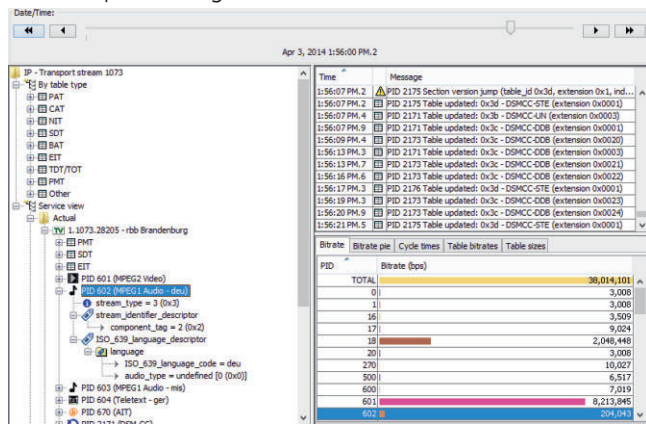 Date/Time:
Apr 3, 2014 1:56:00 PM.2
IP - Transport stream 1073
By table type
PAT
CAT
NIT
SDT
BAT
EIT
TDT/TOT
PMT
Other
Service view
Actual
TV 1.1073.28205 - rbb Brandenburg
PMT
SDT
EIT
PID 601 (MPEG2 Video)
PID 602 (MPEG1 Audio - deu)
stream_type = 3 (0x3)
stream_identifier_descriptor
component_tag = 2 (0x2)
ISO_639_language_descriptor
language
ISO_639_language_code = deu
audio_type = undefined [0 (0x0)]
PID 603 (MPEG1 Audio - mis)
PID 604 (Teletext - ger)
PID 670 (AIT)
PID 2171 (DSM-CC)
Time Message
1:56:07 PM.2 PID 2175 Section version jump (table_id 0x3d, extension 0x1, ind...
1:56:07 PM.2 PID 2175 Table updated: 0x3d - DSMCC-STE (extension 0x0001)
1:56:07 PM.4 PID 2171 Table updated: 0x3b - DSMCC-UN (extension 0x0003)
1:56:07 PM.9 PID 2171 Table updated: 0x3c - DSMCC-DDB (extension 0x0001)
1:56:09 PM.4 PID 2173 Table updated: 0x3c - DSMCC-DDB (extension 0x0020)
1:56:13 PM.3 PID 2171 Table updated: 0x3c - DSMCC-DDB (extension 0x0003)
1:56:13 PM.7 PID 2173 Table updated: 0x3c - DSMCC-DDB (extension 0x0021)
1:56:16 PM.6 PID 2173 Table updated: 0x3c - DSMCC-DDB (extension 0x0022)
1:56:17 PM.1 PID 2176 Table updated: 0x3d - DSMCC-STE (extension 0x0001)
1:56:19 PM.3 PID 2173 Table updated: 0x3c - DSMCC-DDB (extension 0x0023)
1:56:20 PM.9 PID 2173 Table updated: 0x3c - DSMCC-DDB (extension 0x0024)
1:56:21 PM.5 PID 2175 Table updated: 0x3d - DSMCC-STE (extension 0x0001)
Bitrate Bitrate pie Cycle times Table bitrates Table sizes
PID Bitrate (bps)
TOTAL 38,014,101
0 3,008
1 3,008
16 3,509
17 9,024
18 2,048,448
20 3,008
270 10,027
500 6,517
600 7,019
601 8,213,845
602 204,043